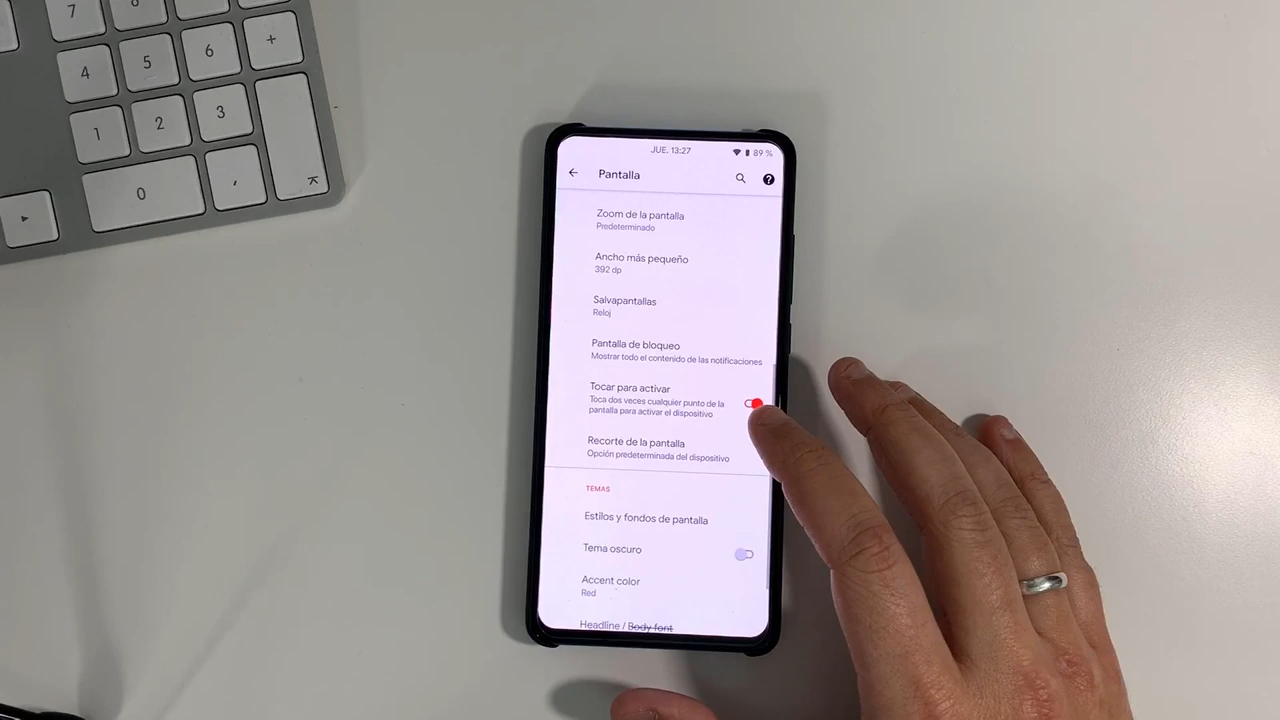 7
8
4
5
6
+
1
2
3
0
,
JUE. 13:27
89 %
Pantalla
Zoom de la pantalla
Predeterminado
Ancho más pequeño
392 dp
Salvapantallas
Reloj
Pantalla de bloqueo
Mostrar todo el contenido de las notificaciones
Tocar para activar
Toca dos veces cualquier punto de la
pantalla para activar el dispositivo
Recorte de la pantalla
Opción predeterminada del dispositivo
TEMAS
Estilos y fondos de pantalla
Tema oscuro
Accent color
Red
Headline / Body font